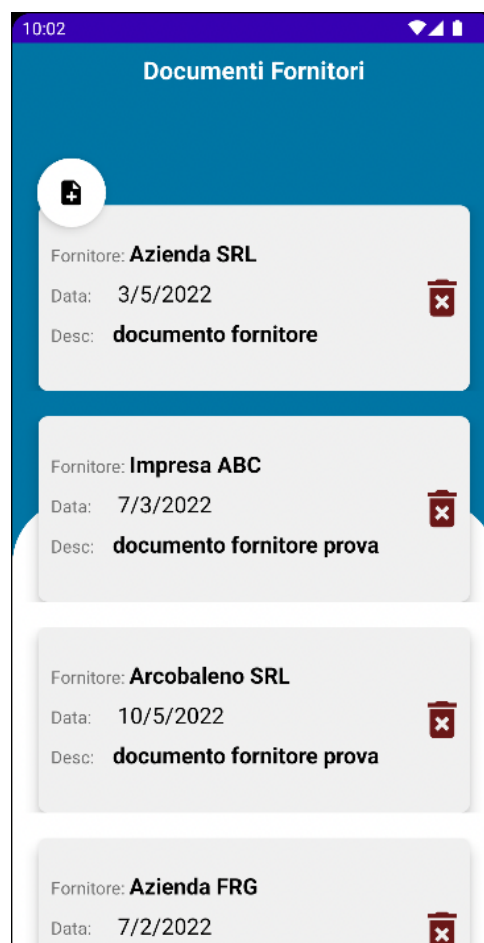 10:02
Documenti Fornitori
Fornitore: Azienda SRL
Data: 3/5/2022
Desc: documento fornitore
Fornitore: Impresa ABC
Data: 7/3/2022
Desc: documento fornitore prova
Fornitore: Arcobaleno SRL
Data: 10/5/2022
Desc: documento fornitore prova
Fornitore: Azienda FRG
Data: 7/2/2022